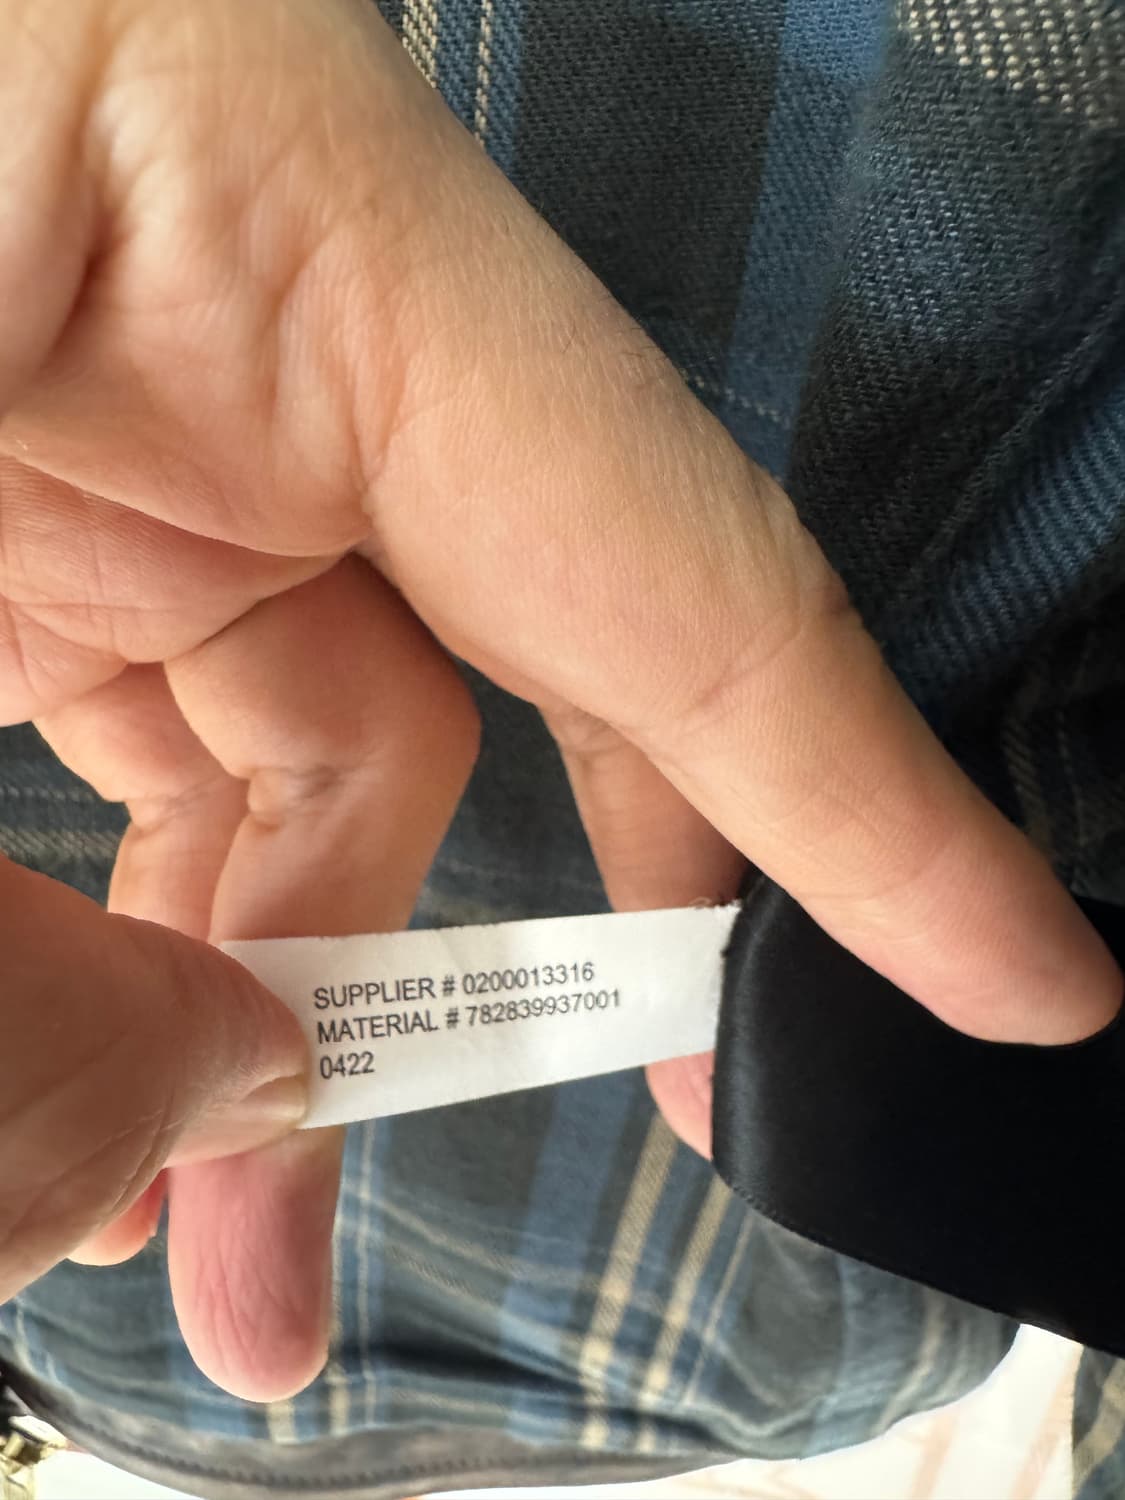 SUPPLIER # 0200013316
MATERIAL # 782839937001
0422